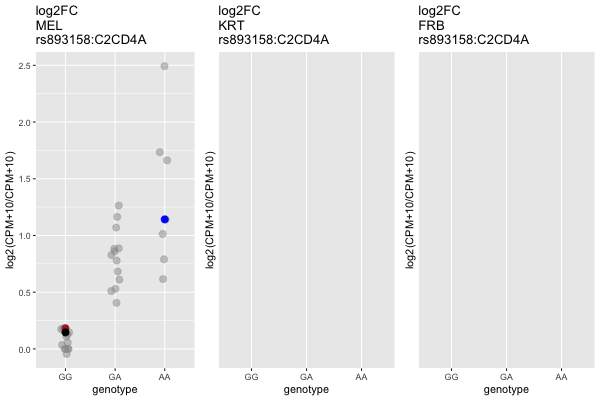 log2FC
MEL
rs893158:C2CD4A
log2(CPM+10/CPM+10)
2.5
2.0
1.5
1.0
0.5
0.0
GG GA AA
genotype
log2FC
KRT
rs893158:C2CD4A
log2(CPM+10/CPM+10)
GG GA AA
genotype
log2FC
FRB
rs893158:C2CD4A
log2(CPM+10/CPM+10)
GG GA AA
genotype